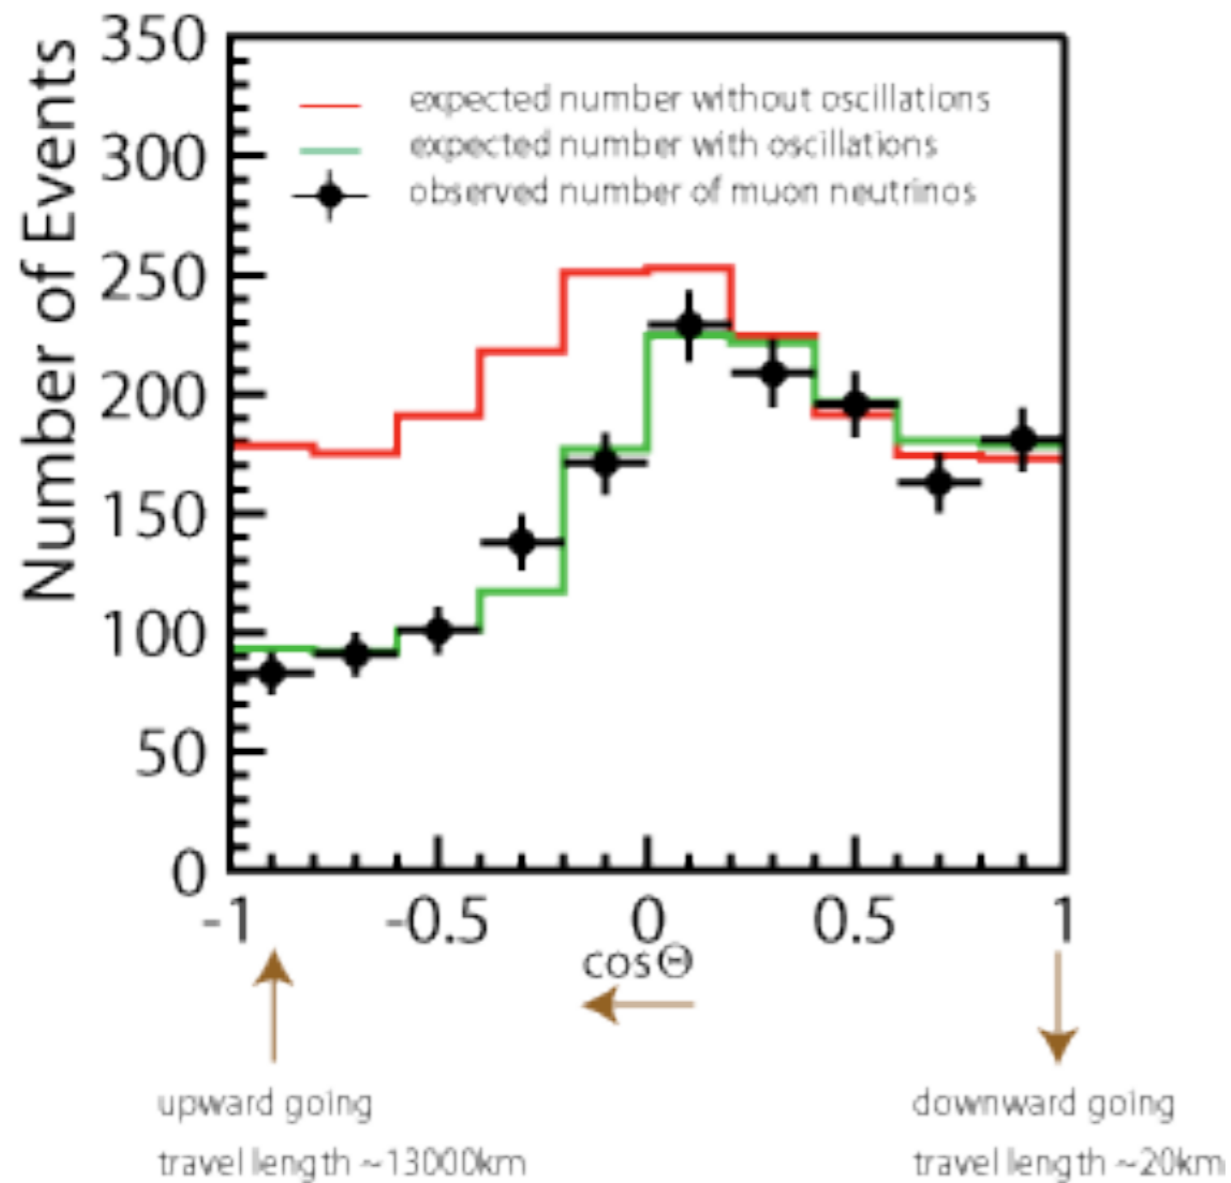 Number of Events
350
300
250
200
150
100
50
0
expected number without oscillations
expected number with oscillations
observed number of muon neutrinos
-1 -0.5 0 0.5 1
cosΘ
upward going
travel length ~13000km
downward going
travel length ~20km